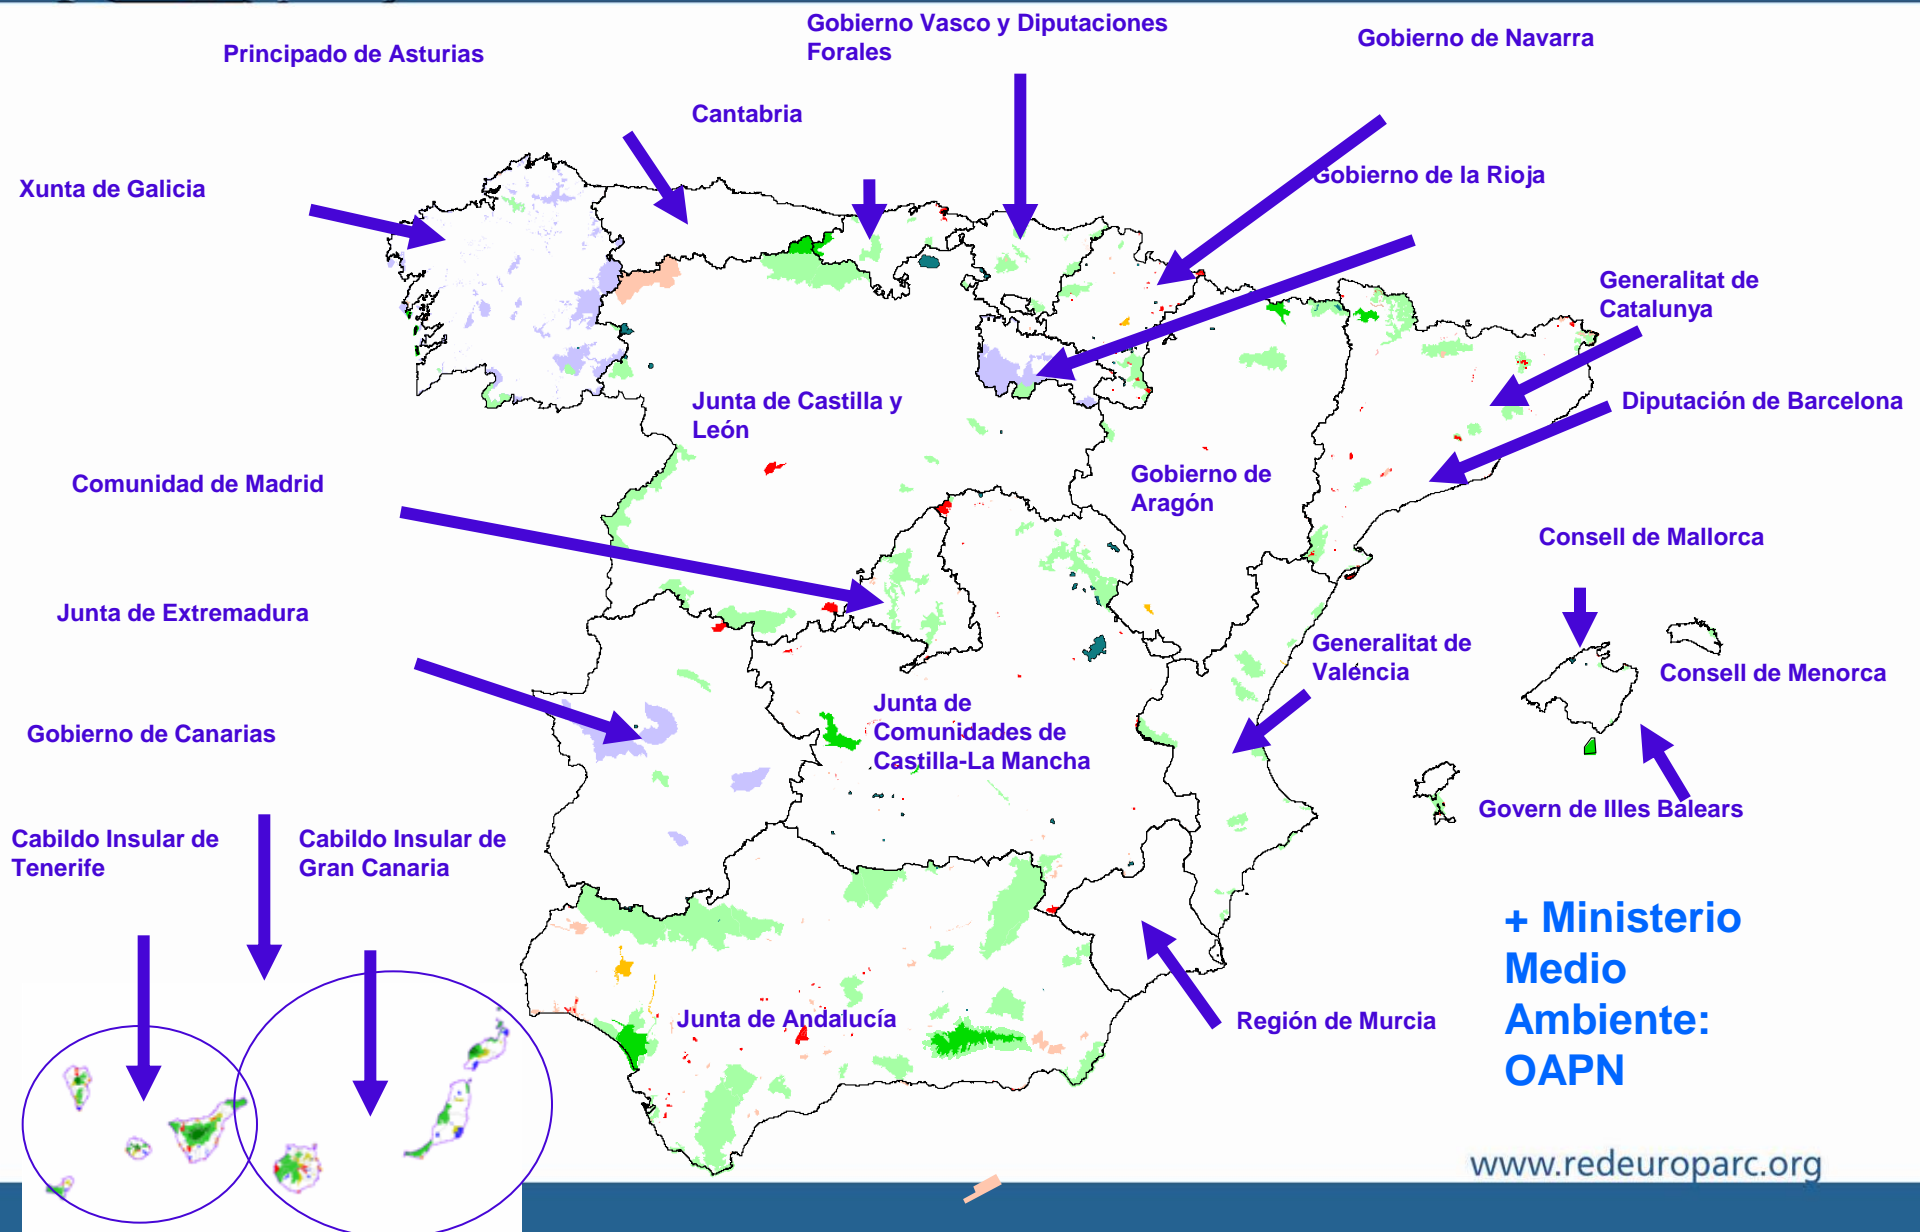 Gobierno Vasco y Diputaciones
Forales
Gobierno de Navarra
Principado de Asturias
Cantabria
Xunta de Galicia
Gobierno de la Rioja
Generalitat de
Catalunya
Junta de Castilla y
León
Diputación de Barcelona
Comunidad de Madrid
Gobierno de
Aragón
Consell de Mallorca
Junta de Extremadura
Generalitat de
Valéncia
Consell de Menorca
Gobierno de Canarias
Junta de
Comunidades de
Castilla-La Mancha
Govern de Illes Balears
Cabildo Insular de
Tenerife
Cabildo Insular de
Gran Canaria
+ Ministerio
Medio
Ambiente:
OAPN
Junta de Andalucía
Región de Murcia
www.redeuroparc.org